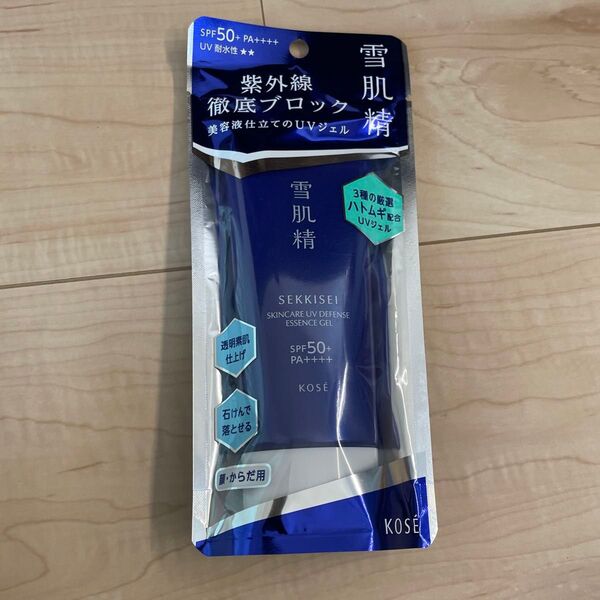 SPF50+ PA++++
UV 耐水性★★
雪肌精
紫外線
徹底ブロック
美容液仕立てのUVジェル
3種の厳選
ハトムギ配合
UVジェル
雪肌精
SEKKISEI
SKINCARE UV DEFENSE
ESSENCE GEL
SPF50+
PA++++
KOSÉ
透明素肌
仕上げ
石けんで
落とせる
顔・からだ用
KOSÉ